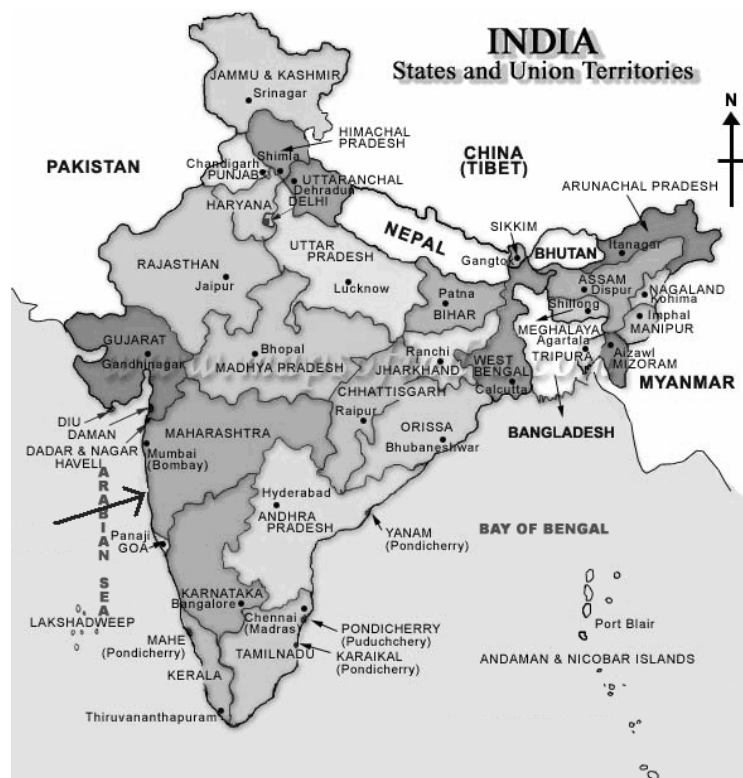 INDIA
States and Union Territories
JAMMU & KASHMIR
Srinagar
N
HIMACHAL
PRADESH
PAKISTAN
Chandigarh
Shimla
PUNJAB
CHINA
(TIBET)
UTTARANCHAL
Dehradun
DELHI
HARYANA
ARUNACHAL PRADESH
NEPAL
SIKKIM
Gangtok
BHUTAN
Itanagar
RAJASTHAN
Jaipur
UTTAR
PRADESH
Lucknow
ASSAM
Dispur
NAGALAND
Kohima
Patna
BIHAR
Shillong
MEGHALAYA
Imphal
MANIPUR
GUJARAT
Gandhinagar
Bhopal
MADHYA PRADESH
Ranchi
JHARKHAND
WEST
BENGAL
Calcutta
Agartala
TRIPURA
Aizawl
MIZORAM
MYANMAR
CHHATTISGARH
Raipur
DIU
DAMAN
DADAR & NAGAR
HAVELI
MAHARASHTRA
Mumbai
(Bombay)
ORISSA
Bhubaneshwar
BANGLADESH
ARABIAN SEA
Hyderabad
ANDHRA
PRADESH
YANAM
(Pondicherry)
BAY OF BENGAL
Panaji
GOA
KARNATAKA
Bangalore
Chennai
(Madras)
LAKSHADWEEP
MAHE
(Pondicherry)
PONDICHERRY
(Puduchchery)
KARAIKAL
(Pondicherry)
TAMILNADU
KERALA
Thiruvananthapuram
Port Blair
ANDAMAN & NICOBAR ISLANDS